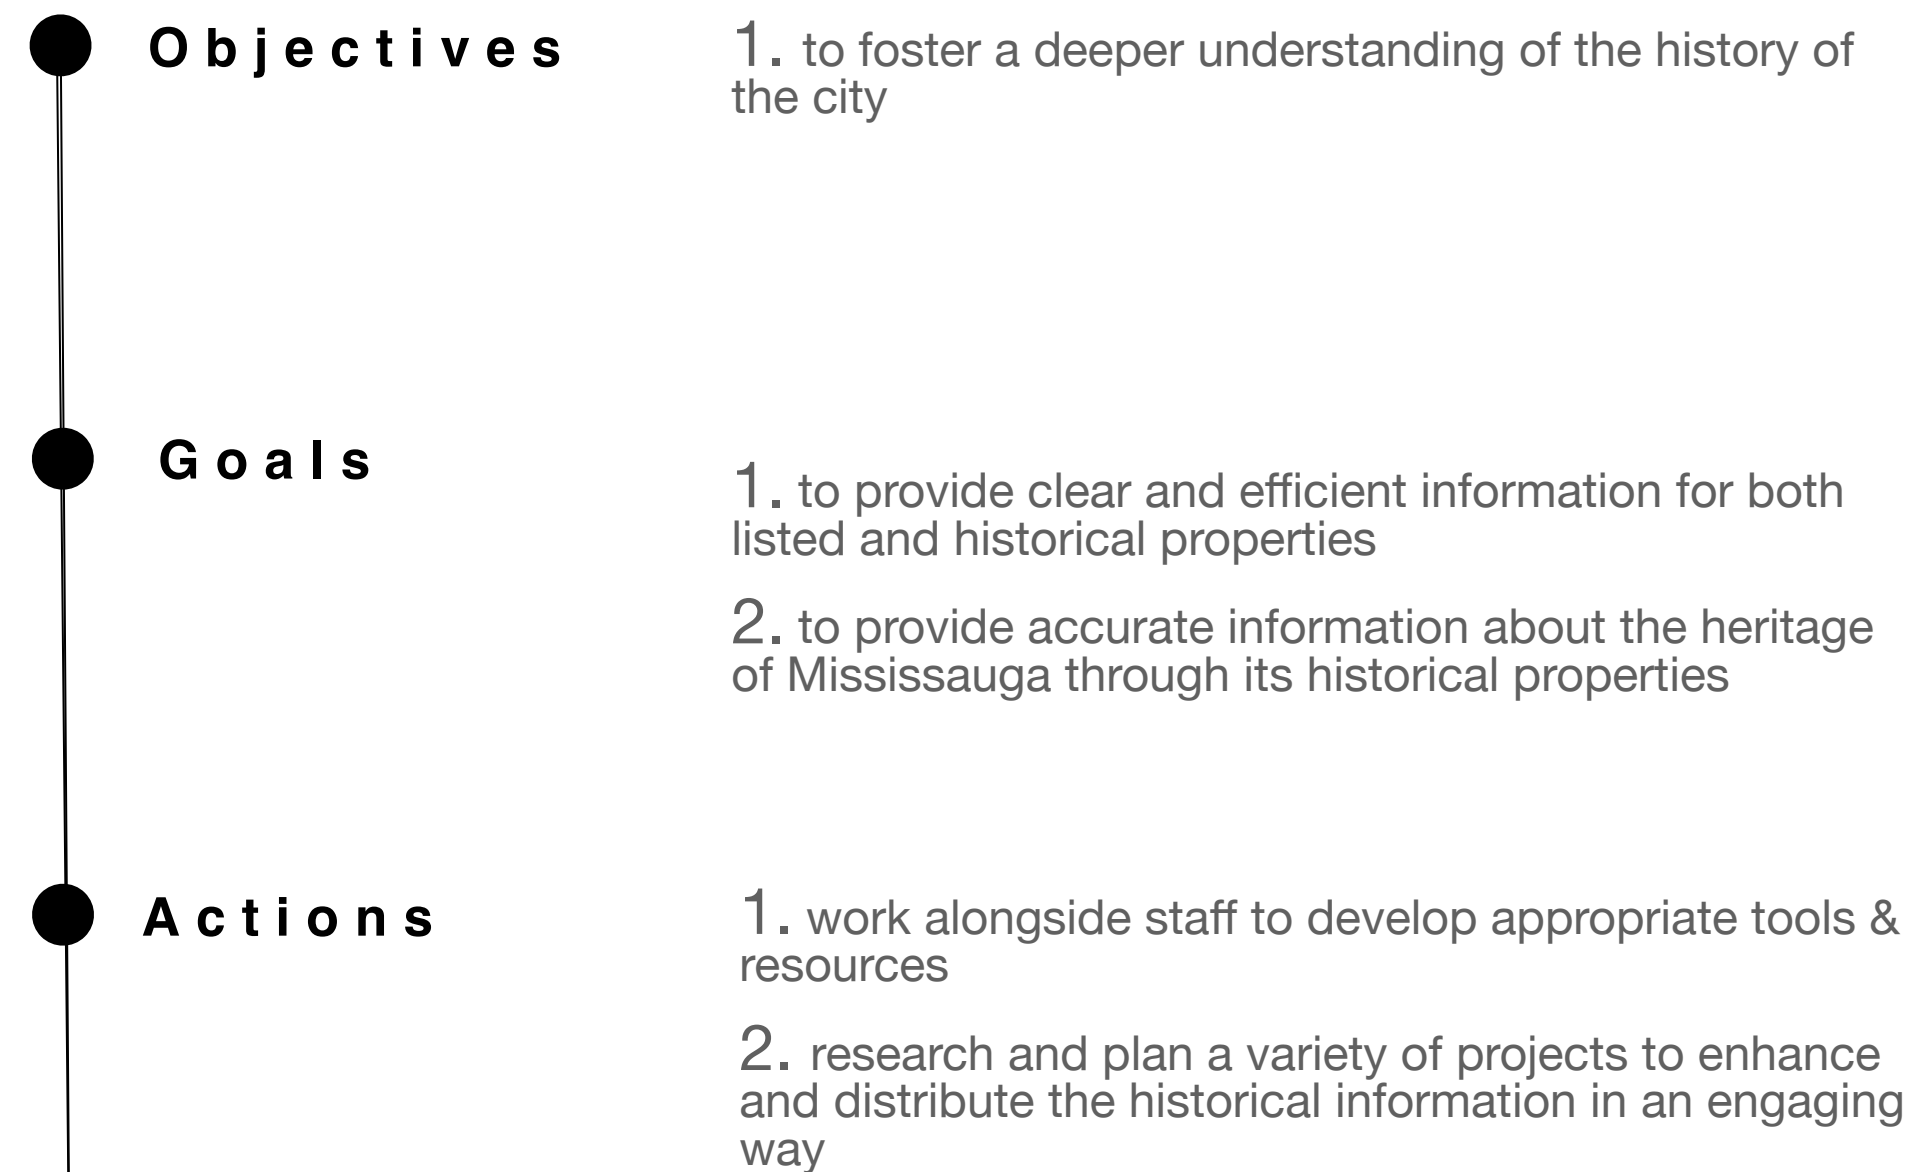 Objectives
1. to foster a deeper understanding of the history of
the city
Goals
1. to provide clear and efficient information for both
listed and historical properties
2. to provide accurate information about the heritage
of Mississauga through its historical properties
Actions
1. work alongside staff to develop appropriate tools &
resources
2. research and plan a variety of projects to enhance
and distribute the historical information in an engaging
way